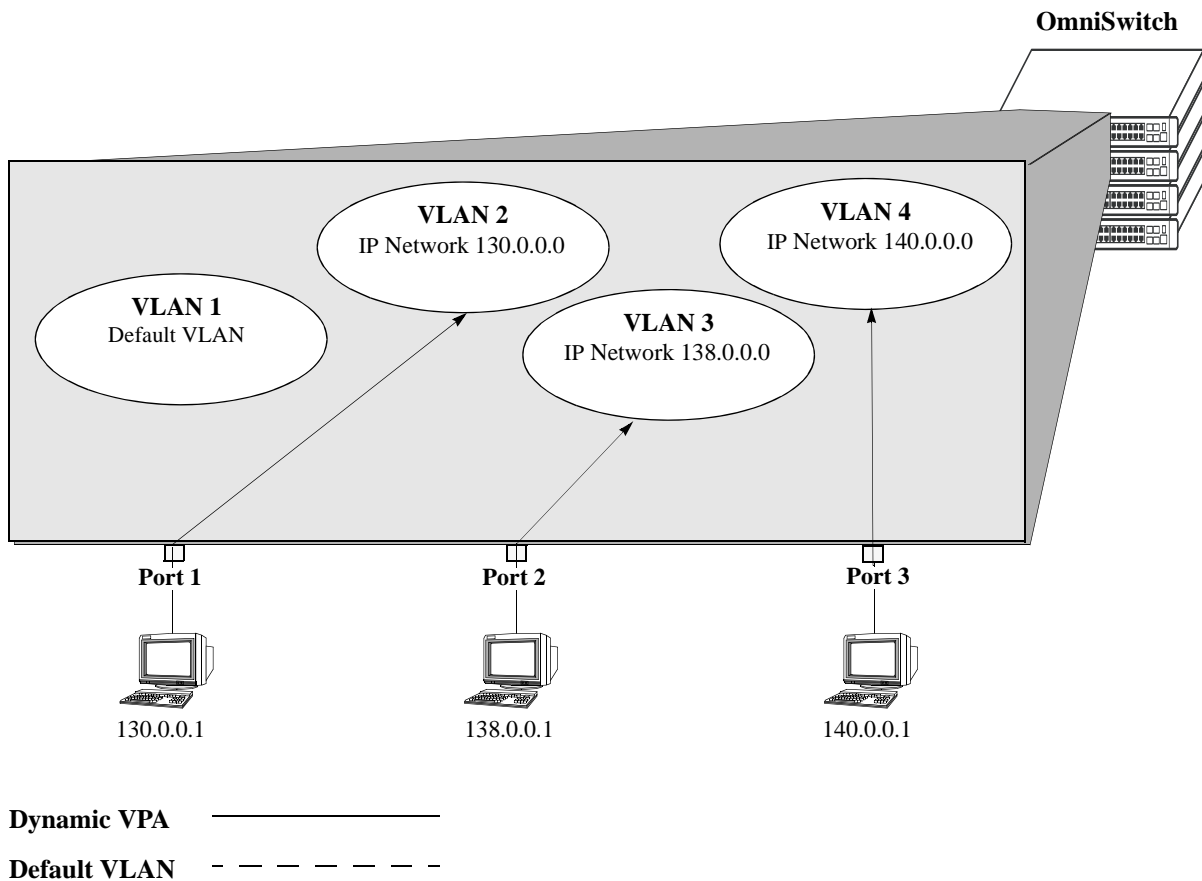 OmniSwitch
VLAN 2
IP Network 130.0.0.0
VLAN 4
IP Network 140.0.0.0
VLAN 1
Default VLAN
VLAN 3
IP Network 138.0.0.0
Port 1
Port 2
Port 3
130.0.0.1
138.0.0.1
140.0.0.1
Dynamic VPA
Default VLAN